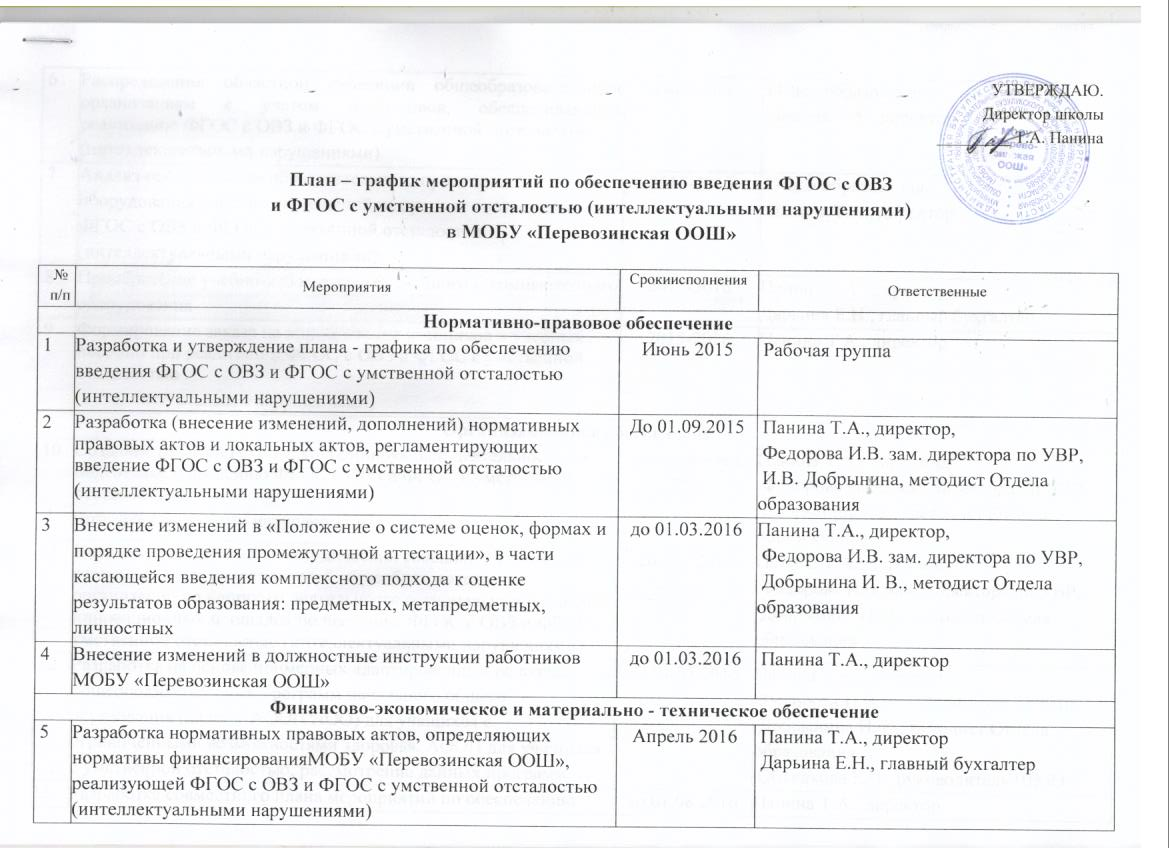 УТВЕРЖДАЮ.
Директор школы
Т.А. Панина
План – график мероприятий по обеспечению введения ФГОС с ОВЗ
и ФГОС с умственной отсталостью (интеллектуальными нарушениями)
в МОБУ «Перевозинская ООШ»
№
п/п
Мероприятия
Срокиисполнения
Ответственные
Нормативно-правовое обеспечение
1
Разработка и утверждение плана - графика по обеспечению
введения ФГОС с ОВЗ и ФГОС с умственной отсталостью
(интеллектуальными нарушениями)
Июнь 2015
Рабочая группа
2
Разработка (внесение изменений, дополнений) нормативных
правовых актов и локальных актов, регламентирующих
введение ФГОС с ОВЗ и ФГОС с умственной отсталостью
(интеллектуальными нарушениями)
До 01.09.2015
Панина Т.А., директор,
Федорова И.В. зам. директора по УВР,
И.В. Добрынина, методист Отдела
образования
3
Внесение изменений в «Положение о системе оценок, формах и
порядке проведения промежуточной аттестации», в части
касающейся введения комплексного подхода к оценке
результатов образования: предметных, метапредметных,
личностных
до 01.03.2016
Панина Т.А., директор,
Федорова И.В. зам. директора по УВР,
Добрынина И. В., методист Отдела
образования
4
Внесение изменений в должностные инструкции работников
МОБУ «Перевозинская ООШ»
до 01.03.2016
Панина Т.А., директор
Финансово-экономическое и материально - техническое обеспечение
5
Разработка нормативных правовых актов, определяющих
нормативы финансированияМОБУ «Перевозинская ООШ»,
реализующей ФГОС с ОВЗ и ФГОС с умственной отсталостью
(интеллектуальными нарушениями)
Апрель 2016
Панина Т.А., директор
Дарьина Е.Н., главный бухгалтер